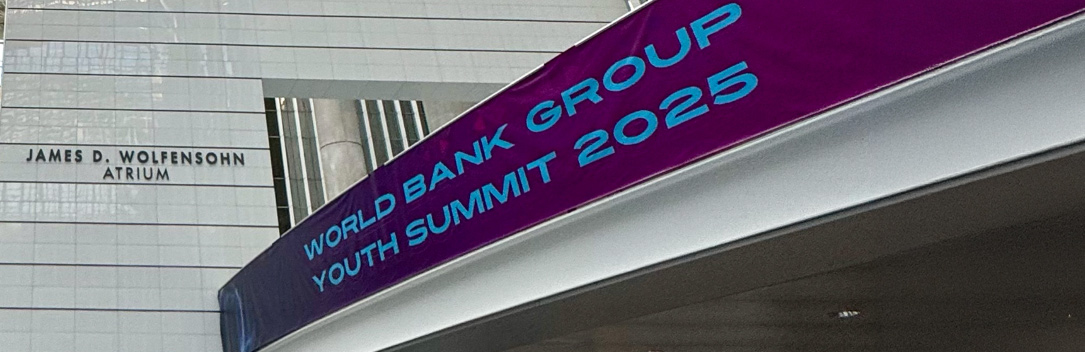 JAMES D. WOLFENSOHN
ATRIUM
WORLD BANK GROUP
YOUTH SUMMIT 2025